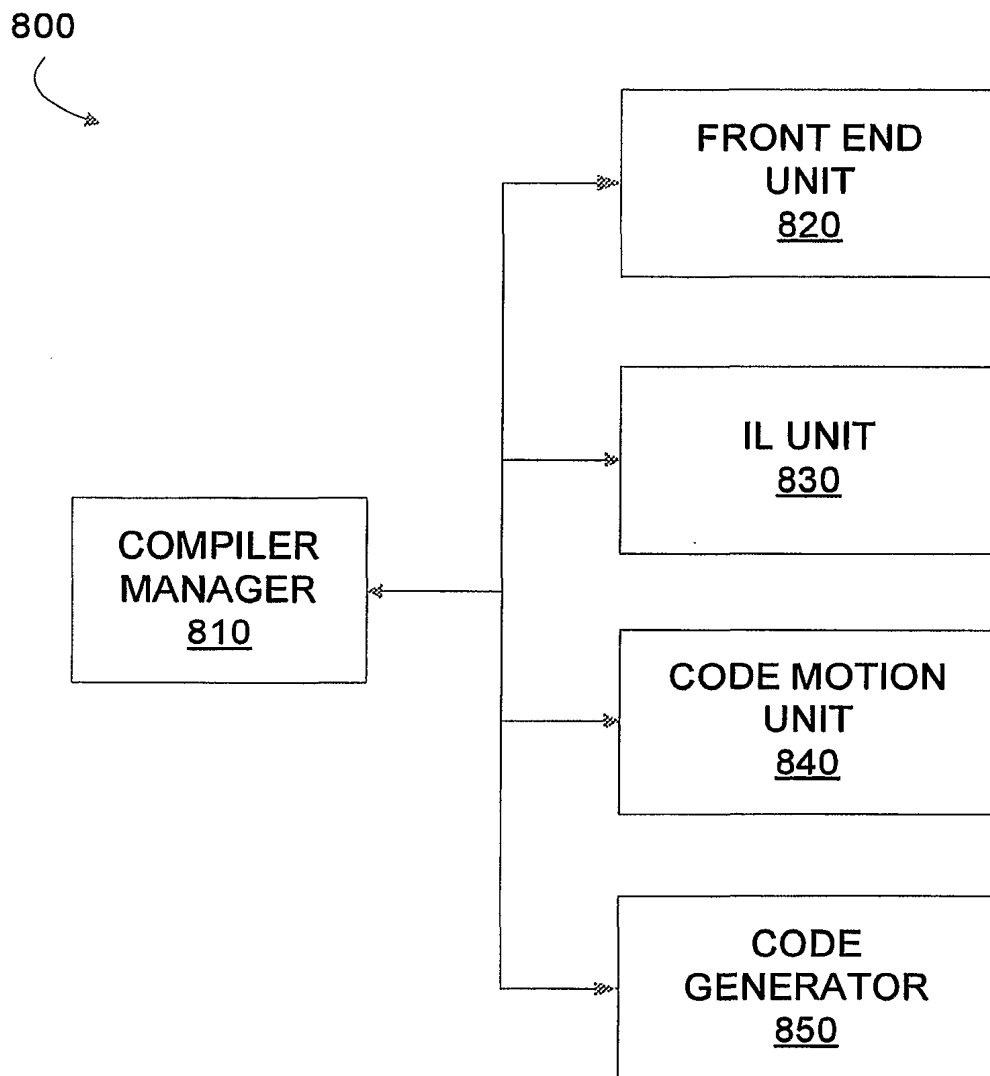 800
FRONT END
UNIT
820
IL UNIT
830
COMPILER
MANAGER
810
CODE MOTION
UNIT
840
CODE
GENERATOR
850